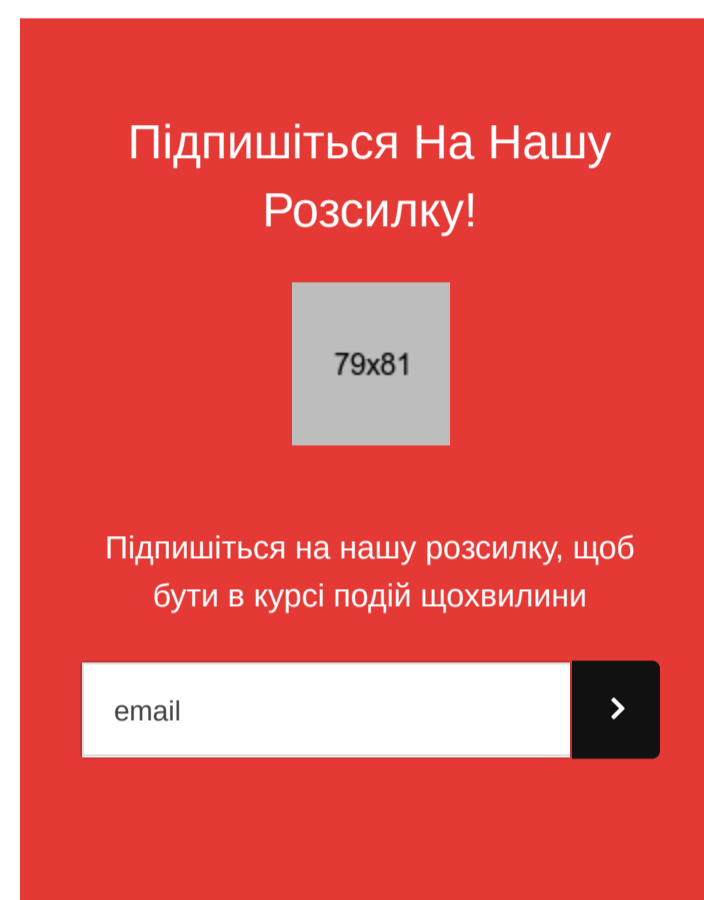 Підпишіться На Нашу
Розсилку!
79x81
Підпишіться на нашу розсилку, щоб
бути в курсі подій щохвилини
email